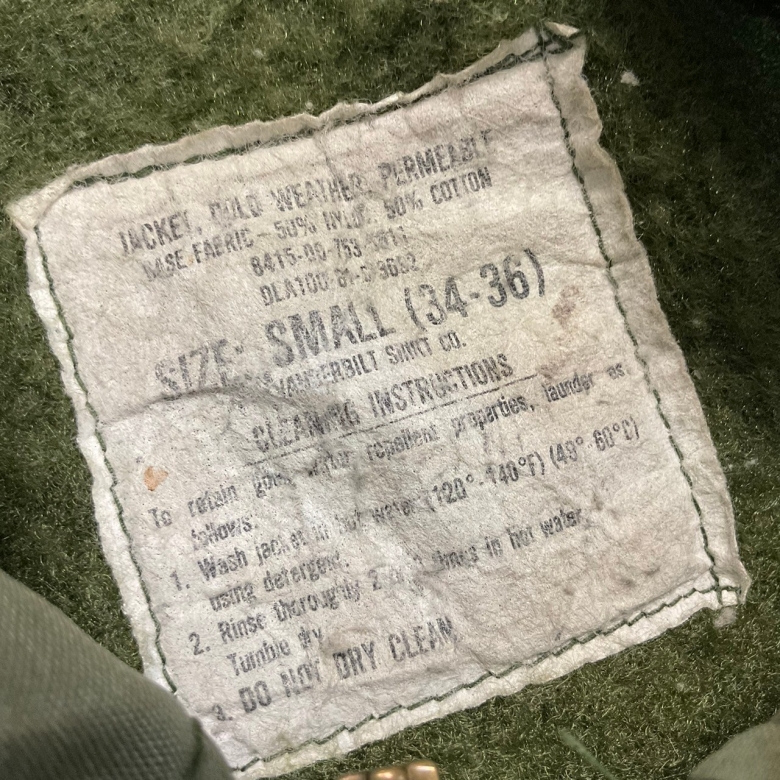 JACKET, COLD WEATHER, PERMEABLE
BASE FABRIC - 50% NYLON, 50% COTTON
8415-00-753-
DLA100-81-C-
SIZE: SMALL (34-36)
VANDERBILT SHIRT CO.
CLEANING INSTRUCTIONS
To retain good water repellent properties, launder as
follows:
1. Wash jacket in hot water (120°-140°F) (49°-60°C)
using detergent.
2. Rinse thoroughly 2 times in hot water.
Tumble dry.
3. DO NOT DRY CLEAN